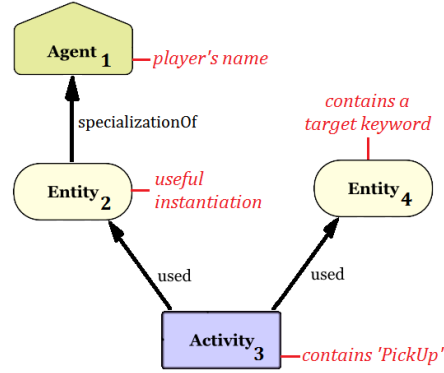 Agent 1
player's name
specializationOf
contains a
target keyword
Entity 2
useful
instantiation
Entity 4
used
used
Activity 3
contains 'PickUp'